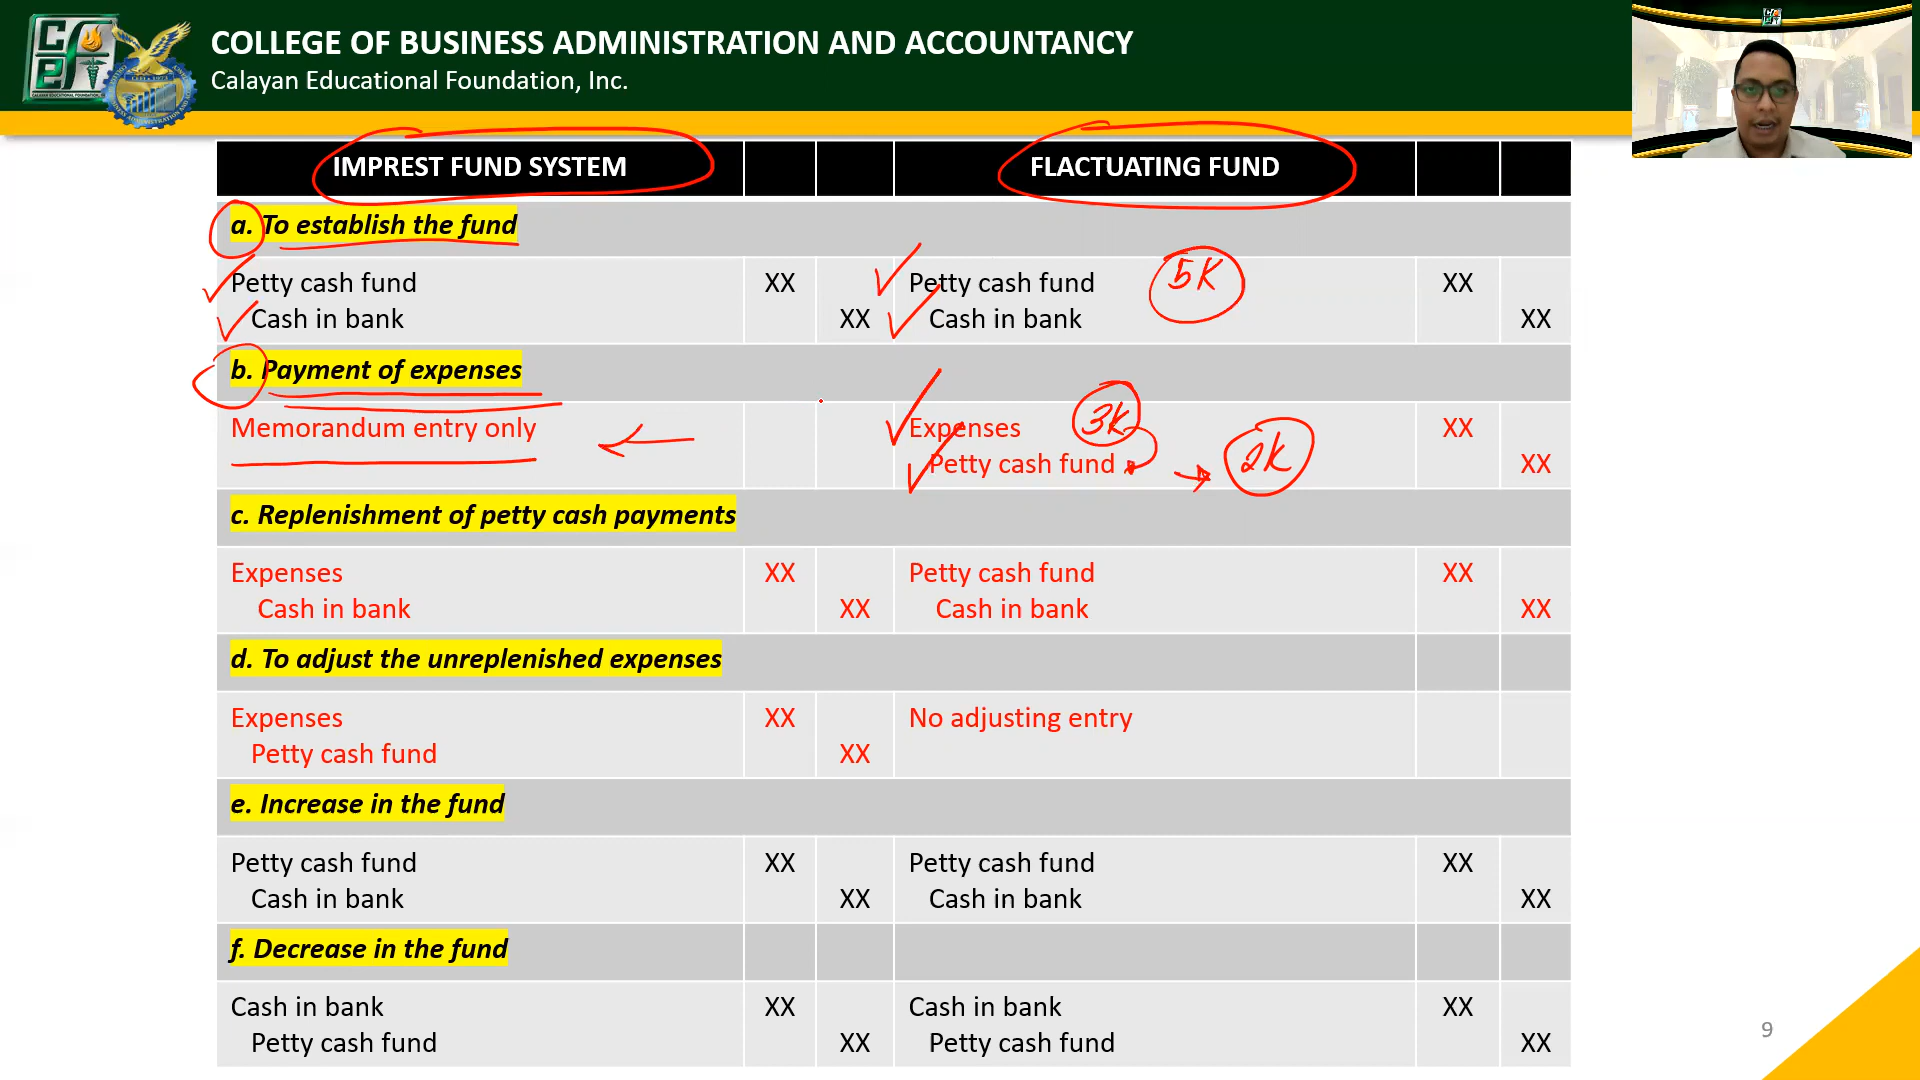 COLLEGE OF BUSINESS ADMINISTRATION AND ACCOUNTANCY
Calayan Educational Foundation, Inc.
IMPREST FUND SYSTEM FLACTUATING FUND
a. To establish the fund
Petty cash fund XX Petty cash fund 5K XX
Cash in bank XX Cash in bank XX
b. Payment of expenses
Memorandum entry only Expenses 3K XX
Petty cash fund 2K XX
c. Replenishment of petty cash payments
Expenses XX Petty cash fund XX
Cash in bank XX Cash in bank XX
d. To adjust the unreplenished expenses
Expenses XX No adjusting entry
Petty cash fund XX
e. Increase in the fund
Petty cash fund XX Petty cash fund XX
Cash in bank XX Cash in bank XX
f. Decrease in the fund
Cash in bank XX Cash in bank XX
Petty cash fund XX Petty cash fund XX
9